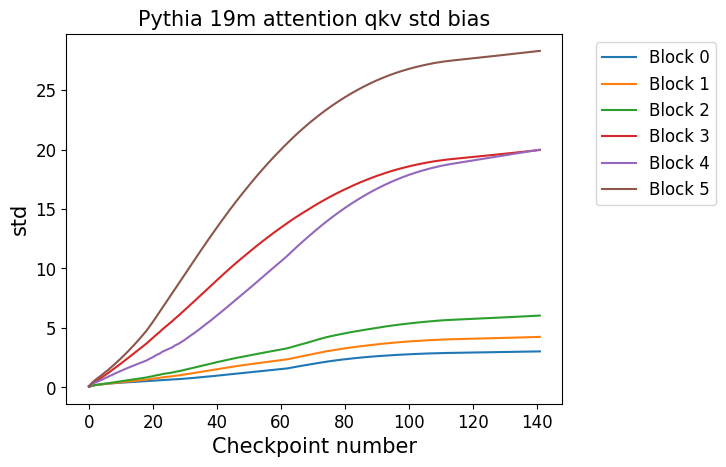 Pythia 19m attention qkv std bias
std
25
20
15
10
5
0
0 20 40 60 80 100 120 140
Checkpoint number
Block 0
Block 1
Block 2
Block 3
Block 4
Block 5